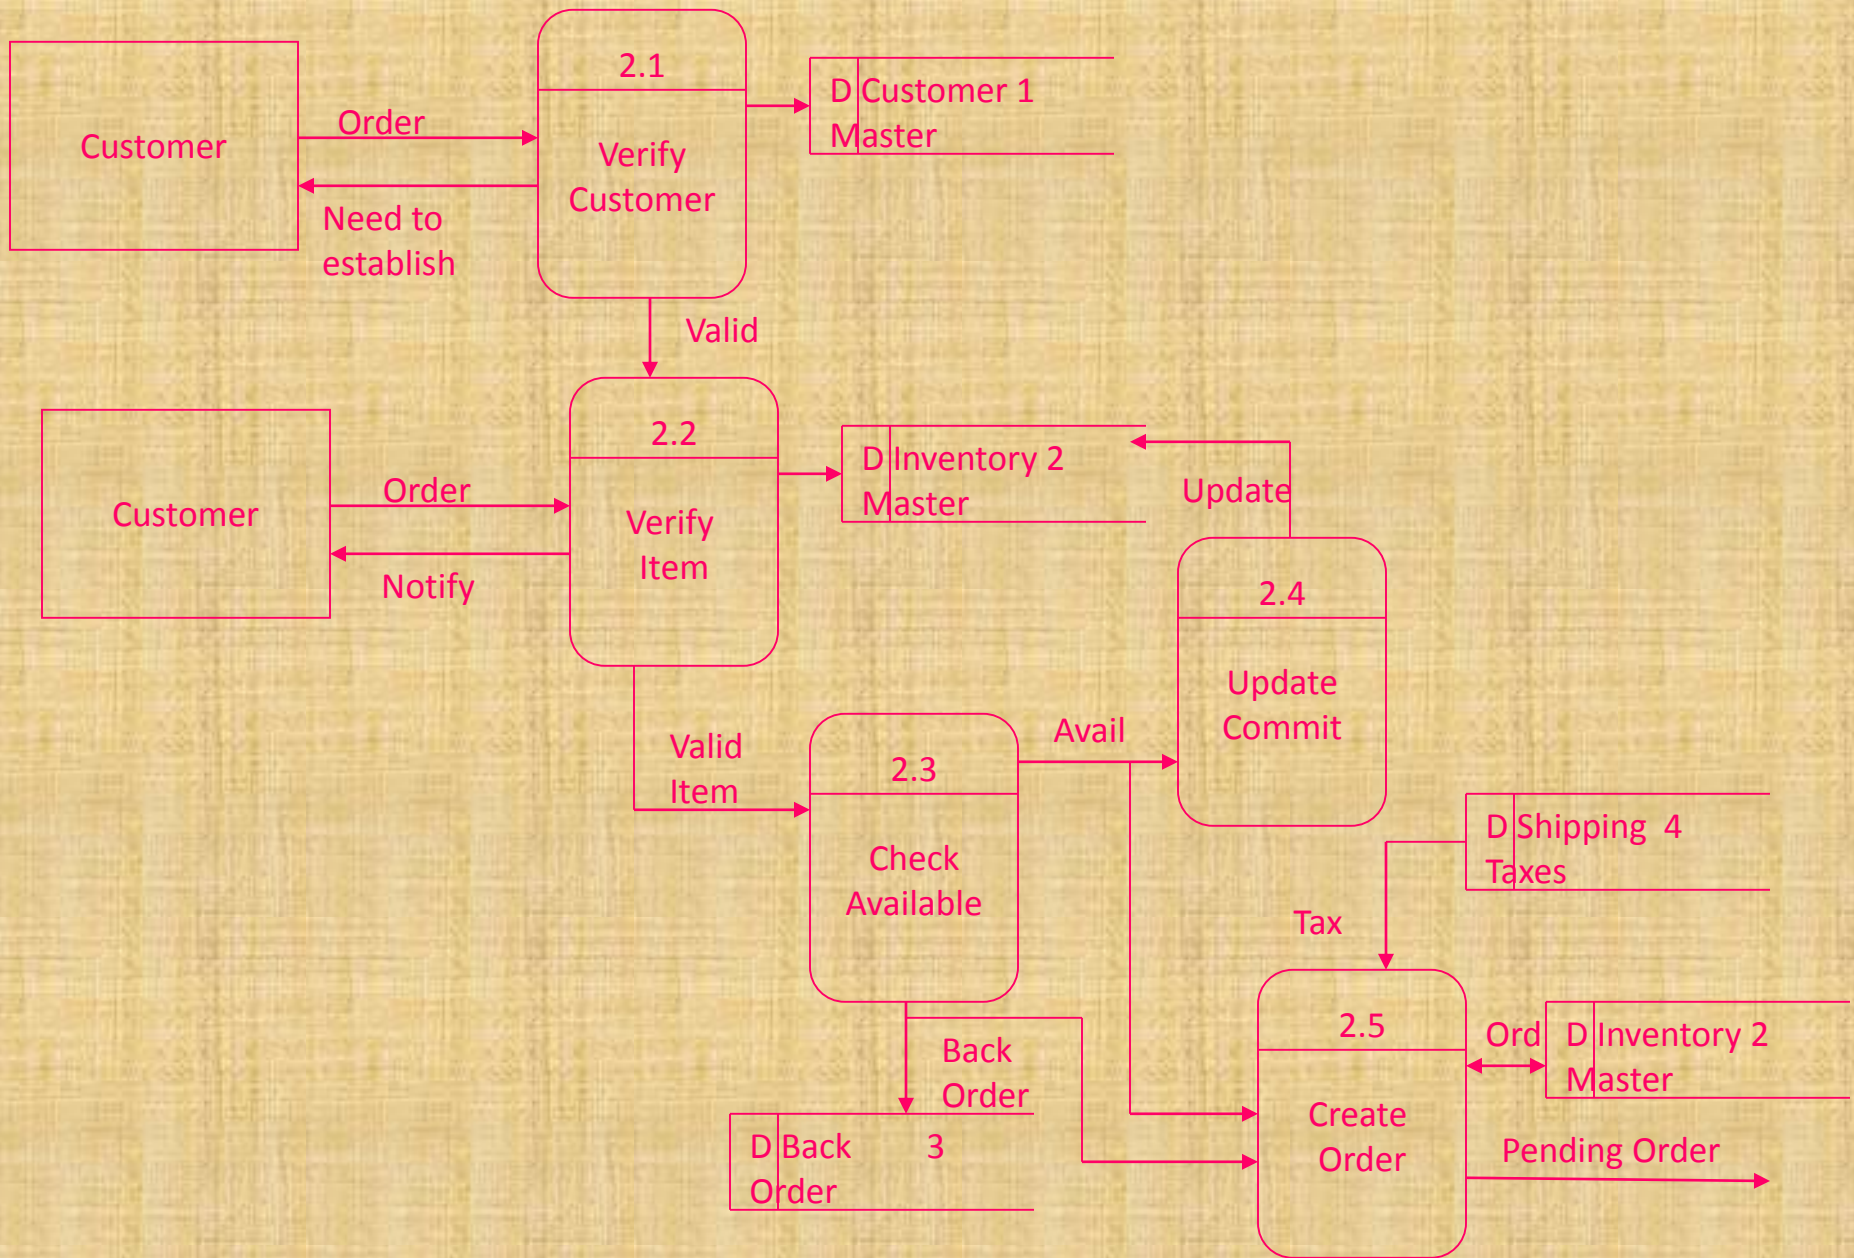 2.1
D Customer 1
Master
Customer
Order
Verify
Customer
Need to
establish
Valid
2.2
D Inventory 2
Master
Update
Customer
Order
Verify
Item
Notify
2.4
Update
Commit
Valid
Item
2.3
Avail
Check
Available
D Shipping 4
Taxes
Tax
2.5
Ord
D Inventory 2
Master
Back
Order
Create
Order
Pending Order
D Back 3
Order